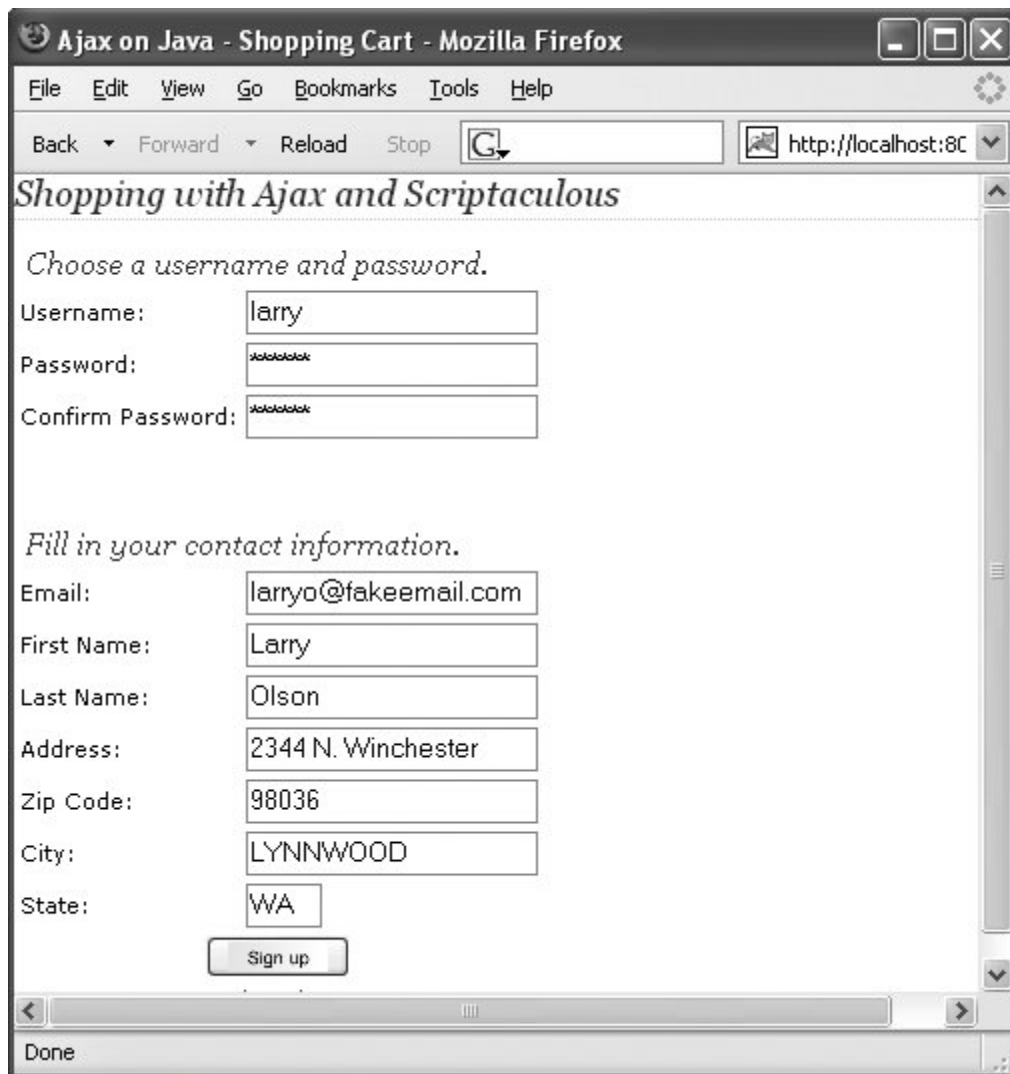 Ajax on Java - Shopping Cart - Mozilla Firefox
File Edit View Go Bookmarks Tools Help
Back Forward Reload Stop G http://localhost:80
Shopping with Ajax and Scriptaculous
Choose a username and password.
Username: larry
Password: *******
Confirm Password: *******
Fill in your contact information.
Email: larryo@fakeemail.com
First Name: Larry
Last Name: Olson
Address: 2344 N. Winchester
Zip Code: 98036
City: LYNNWOOD
State: WA
Sign up
Done